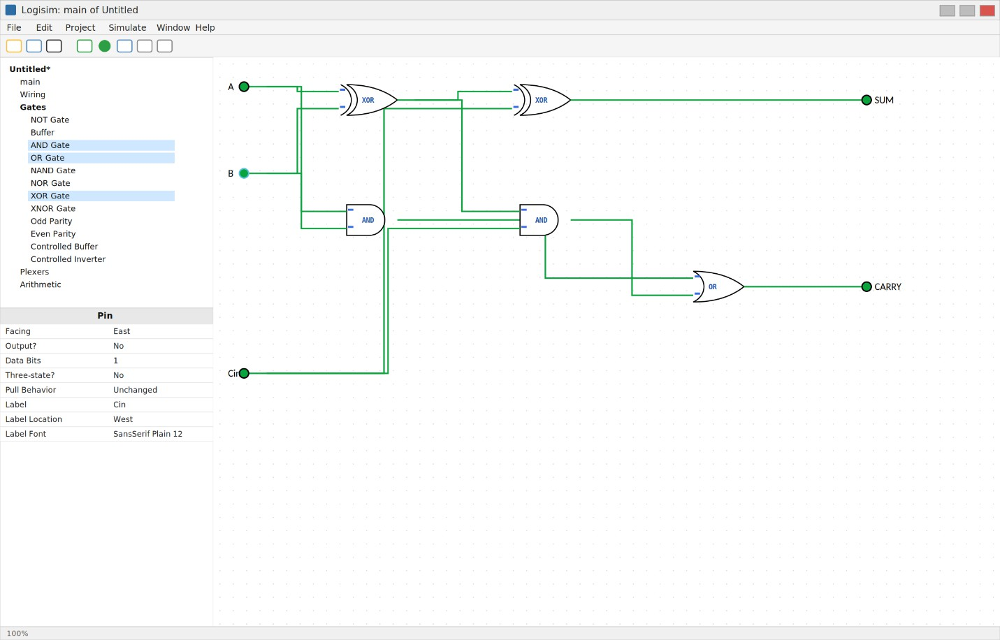 Logisim: main of Untitled
File Edit Project Simulate Window Help
Untitled*
main
Wiring
Gates
NOT Gate
Buffer
AND Gate
OR Gate
NAND Gate
NOR Gate
XOR Gate
XNOR Gate
Odd Parity
Even Parity
Controlled Buffer
Controlled Inverter
Plexers
Arithmetic
Pin
Facing East
Output? No
Data Bits 1
Three-state? No
Pull Behavior Unchanged
Label Cin
Label Location West
Label Font SansSerif Plain 12
A
XOR
XOR
SUM
B
AND
AND
OR
CARRY
Cin
100%